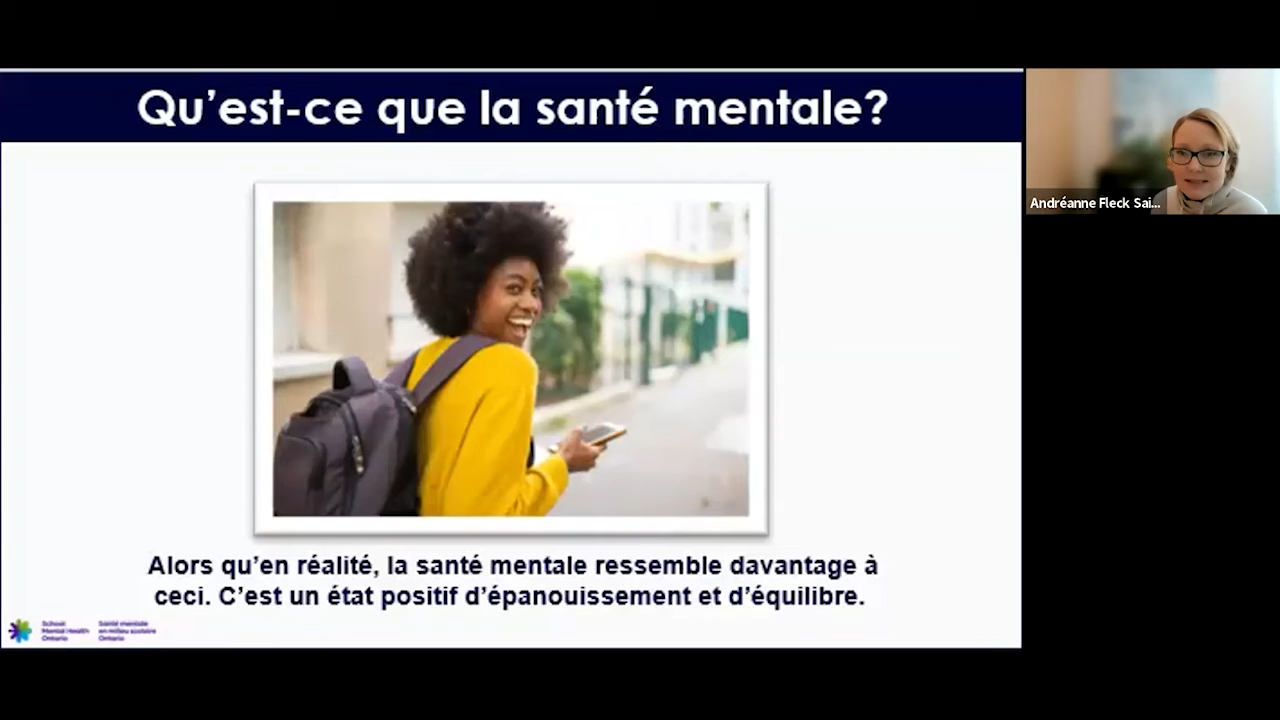 Qu’est-ce que la santé mentale?
Andréanne Fleck Sai...
Alors qu’en réalité, la santé mentale ressemble davantage à
ceci. C’est un état positif d’épanouissement et d’équilibre.
School
Mental Health
Ontario
Santé mentale
en milieu scolaire
Ontario